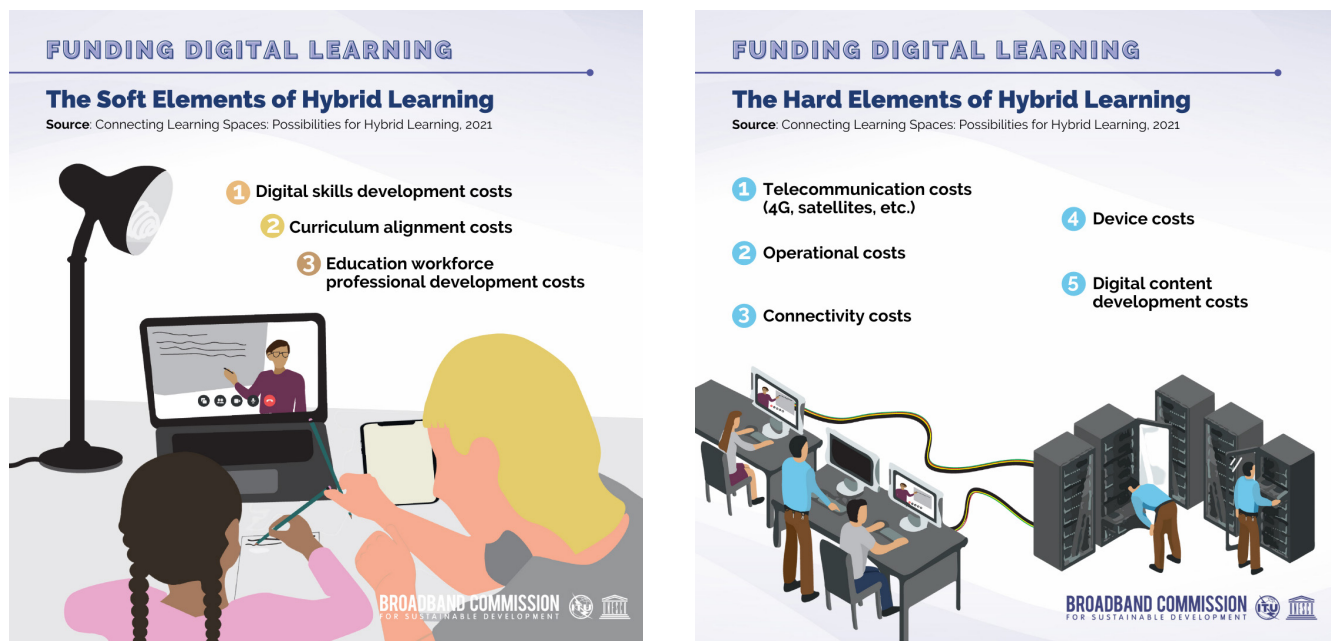 FUNDING DIGITAL LEARNING
The Soft Elements of Hybrid Learning
Source: Connecting Learning Spaces: Possibilities for Hybrid Learning, 2021
1 Digital skills development costs
2 Curriculum alignment costs
3 Education workforce
professional development costs
BROADBAND COMMISSION
FOR SUSTAINABLE DEVELOPMENT
ITU
FUNDING DIGITAL LEARNING
The Hard Elements of Hybrid Learning
Source: Connecting Learning Spaces: Possibilities for Hybrid Learning, 2021
1 Telecommunication costs
(4G, satellites, etc.)
2 Operational costs
3 Connectivity costs
4 Device costs
5 Digital content
development costs
BROADBAND COMMISSION
FOR SUSTAINABLE DEVELOPMENT
ITU